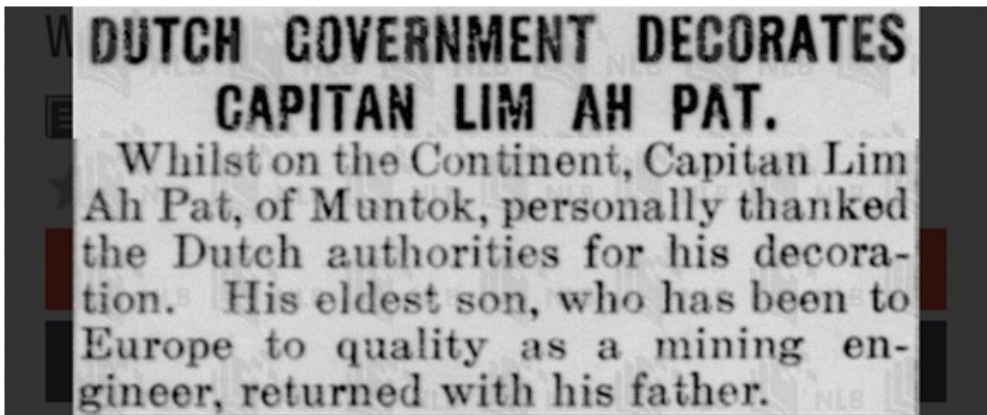 DUTCH GOVERNMENT DECORATES
CAPITAN LIM AH PAT.
Whilst on the Continent, Capitan Lim
Ah Pat, of Muntok, personally thanked
the Dutch authorities for his decora-
tion. His eldest son, who has been to
Europe to quality as a mining en-
gineer, returned with his father.
NLB